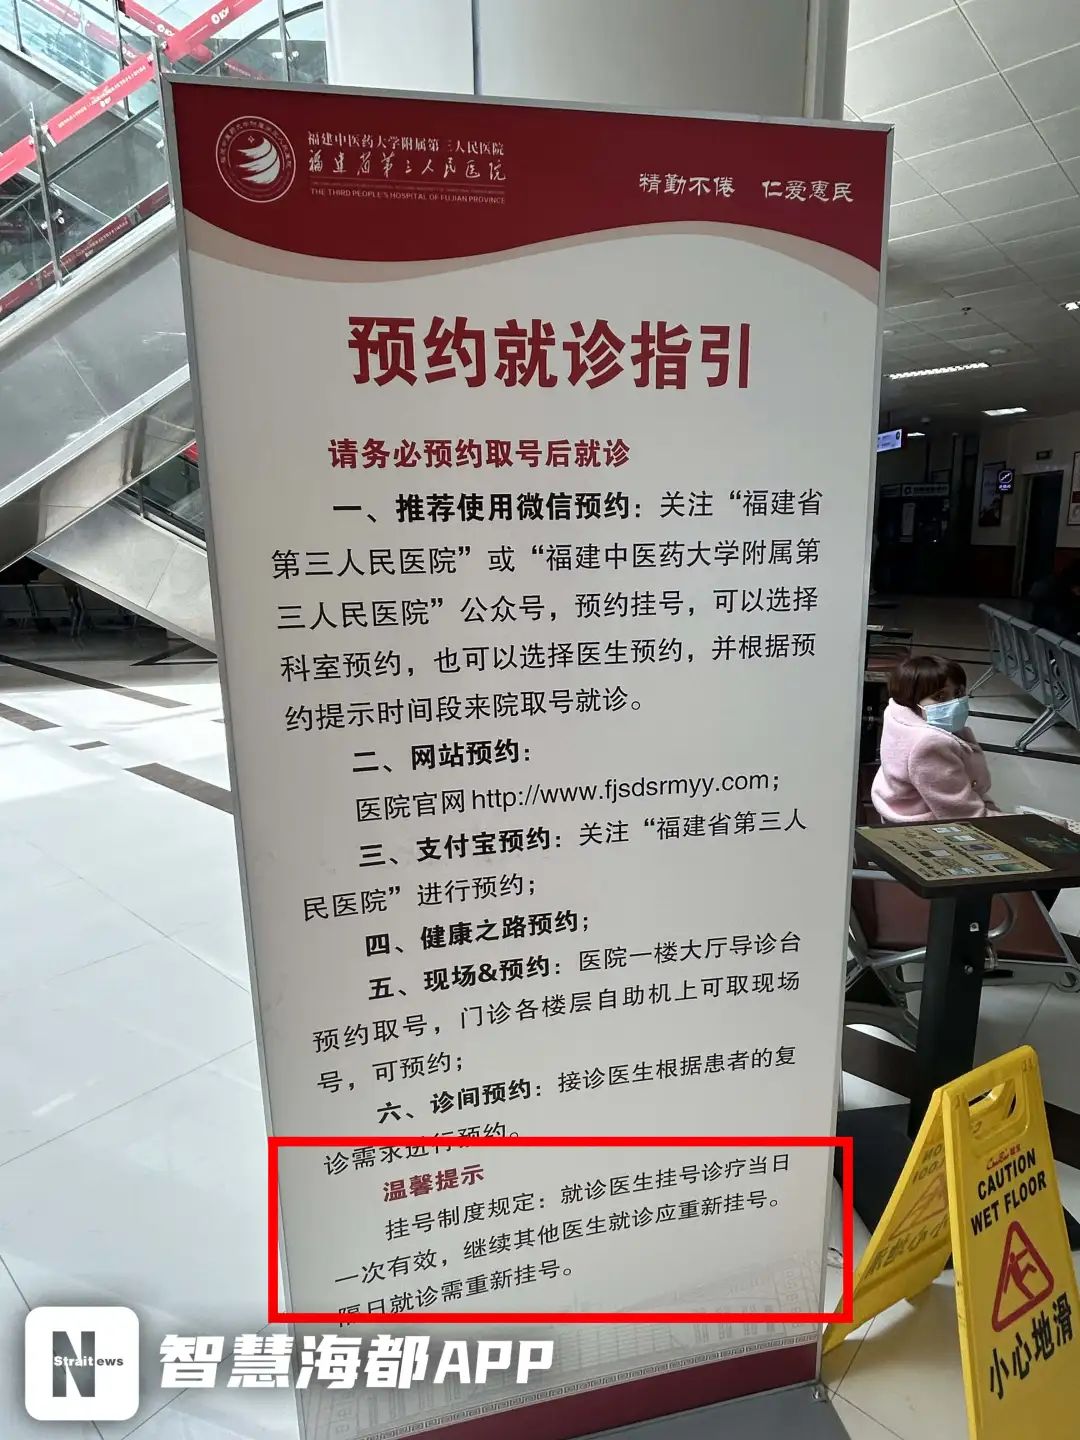 福建中医药大学附属第三人民医院
福建省第三人民医院
THE THIRD PEOPLE'S HOSPITAL OF FUJIAN PROVINCE
精勤不倦 仁爱惠民
预约就诊指引
请务必预约取号后就诊
一、推荐使用微信预约：关注“福建省
第三人民医院”或“福建中医药大学附属第
三人民医院”公众号，预约挂号，可以选择
科室预约，也可以选择医生预约，并根据预
约提示时间段来院取号就诊。
二、网站预约：
医院官网http://www.fjsdsrmyy.com；
三、支付宝预约：关注“福建省第三人
民医院”进行预约；
四、健康之路预约；
五、现场&预约：医院一楼大厅导诊台
预约取号，门诊各楼层自助机上可取现场
号，可预约；
六、诊间预约：接诊医生根据患者的复
诊需求进行预约。
温馨提示
挂号制度规定：就诊医生挂号诊疗当日
一次有效，继续其他医生就诊应重新挂号。
隔日就诊需重新挂号。
CAUTION
WET FLOOR
小心地滑
N
Straitews
智慧海都APP